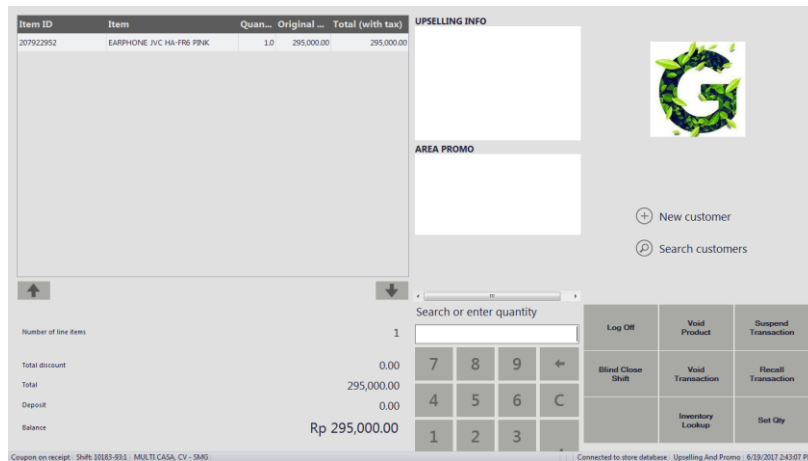 Item ID Item Quan... Original ... Total (with tax)
207922952 EARPHONE JVC HA-FR6 PINK 1.0 295,000.00 295,000.00
UPSELLING INFO
AREA PROMO
G
New customer
Search customers
Number of line items 1
Total discount 0.00
Total 295,000.00
Deposit 0.00
Balance Rp 295,000.00
Search or enter quantity
7 8 9
4 5 6 C
1 2 3
Log Off Void Product Suspend Transaction
Blind Close Shift Void Transaction Recall Transaction
Inventory Lookup Set Qty
Coupon on receipt Shift: 10183-93:1 MULTI CASA, CV - SMG
Connected to store database Upselling And Promo 6/19/2017 2:43:07